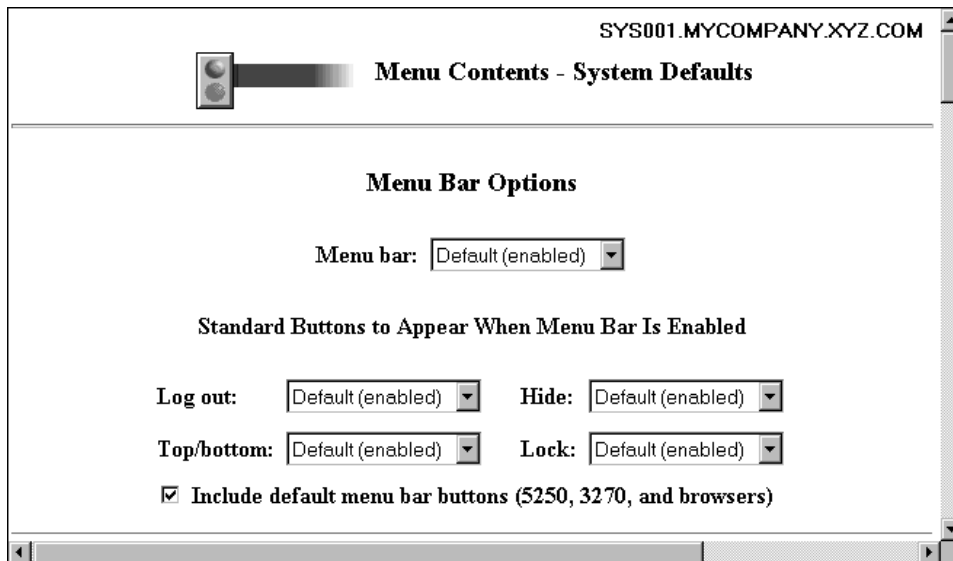 SYS001.MYCOMPANY.XYZ.COM
Menu Contents - System Defaults
Menu Bar Options
Menu bar: Default (enabled)
Standard Buttons to Appear When Menu Bar Is Enabled
Log out: Default (enabled) Hide: Default (enabled)
Top/bottom: Default (enabled) Lock: Default (enabled)
Include default menu bar buttons (5250, 3270, and browsers)